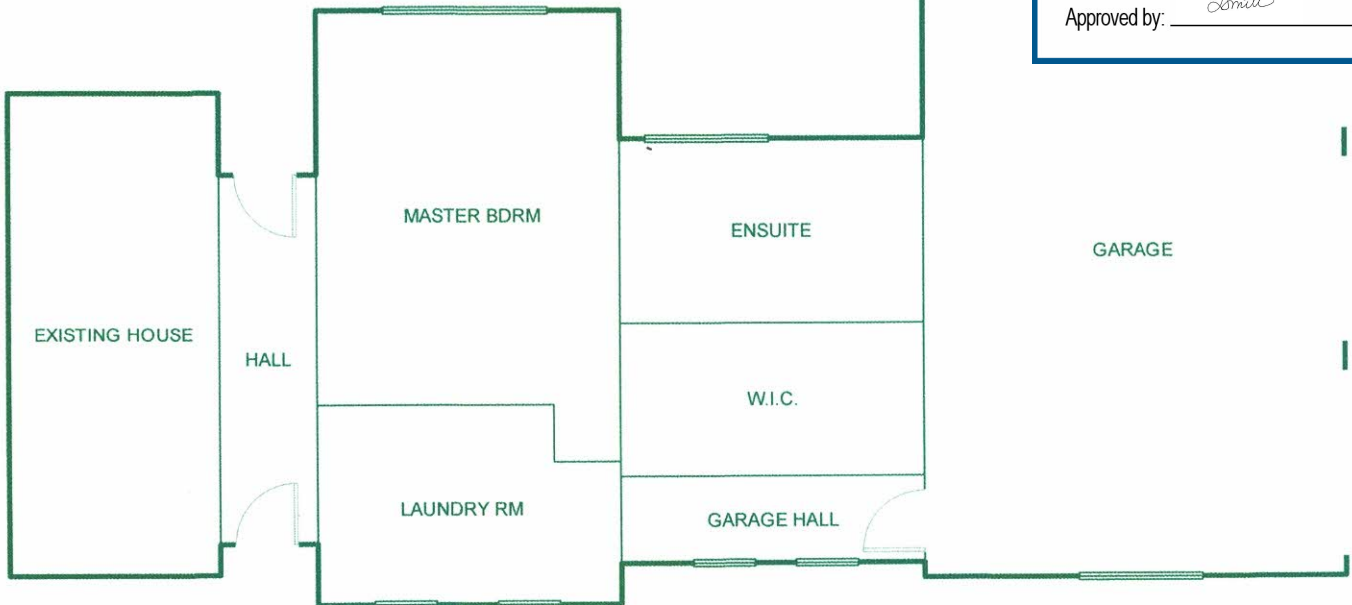 Approved by:
MASTER BDRM
ENSUITE
GARAGE
EXISTING HOUSE
HALL
W.I.C.
LAUNDRY RM
GARAGE HALL